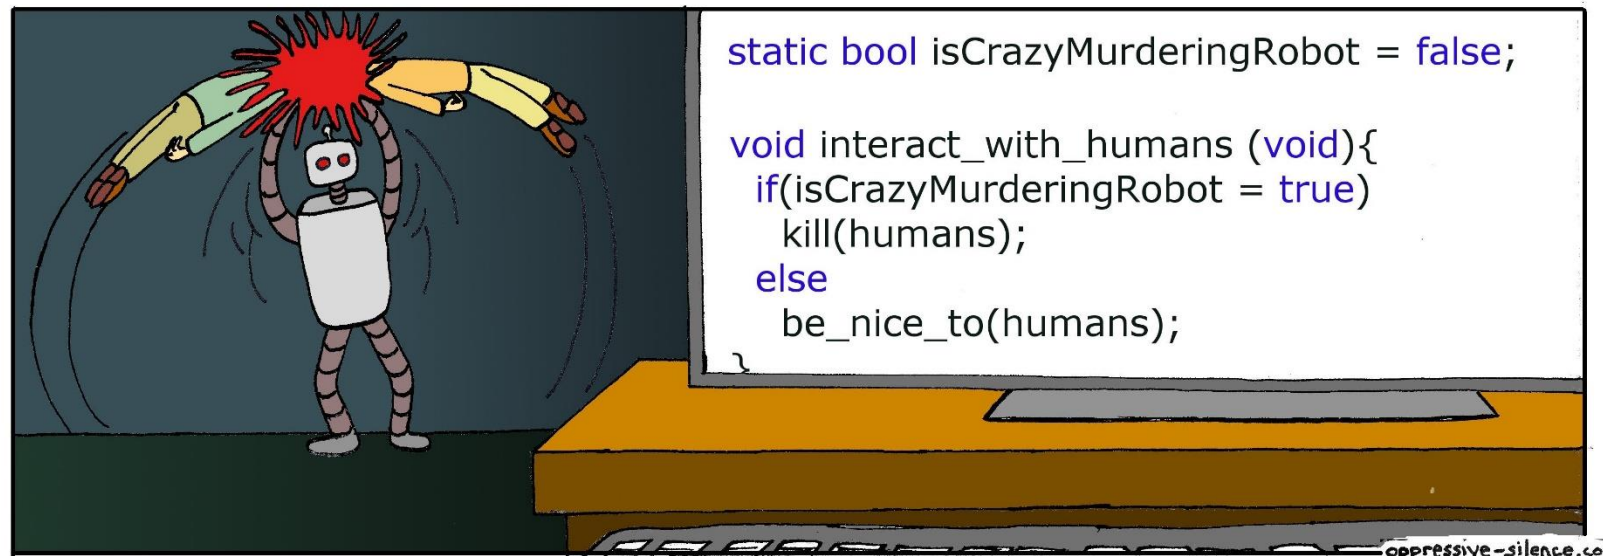 static bool isCrazyMurderingRobot = false;
void interact_with_humans (void){
if(isCrazyMurderingRobot = true)
kill(humans);
else
be_nice_to(humans);
}
oppressive-silence.co